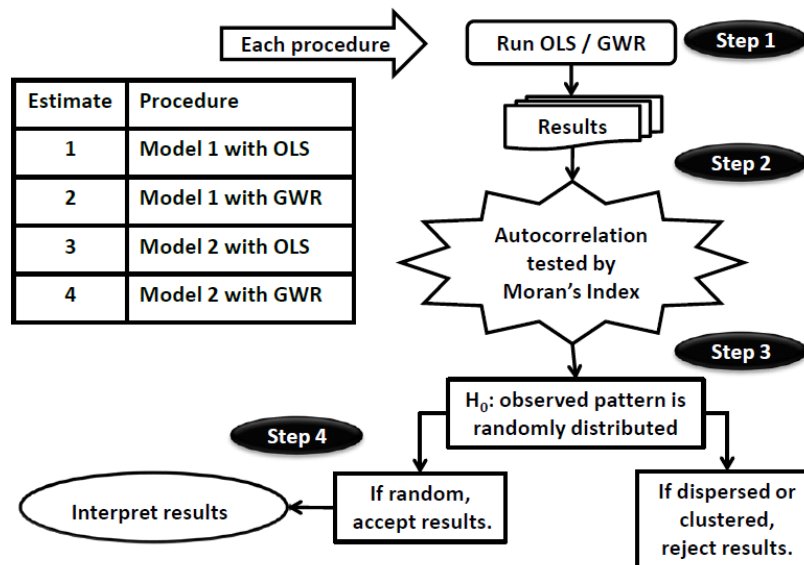 Each procedure
Run OLS / GWR
Step 1
Estimate Procedure
1 Model 1 with OLS
2 Model 1 with GWR
3 Model 2 with OLS
4 Model 2 with GWR
Results
Step 2
Autocorrelation
tested by
Moran's Index
Step 3
H₀: observed pattern is
randomly distributed
Step 4
If random,
accept results.
Interpret results
If dispersed or
clustered,
reject results.